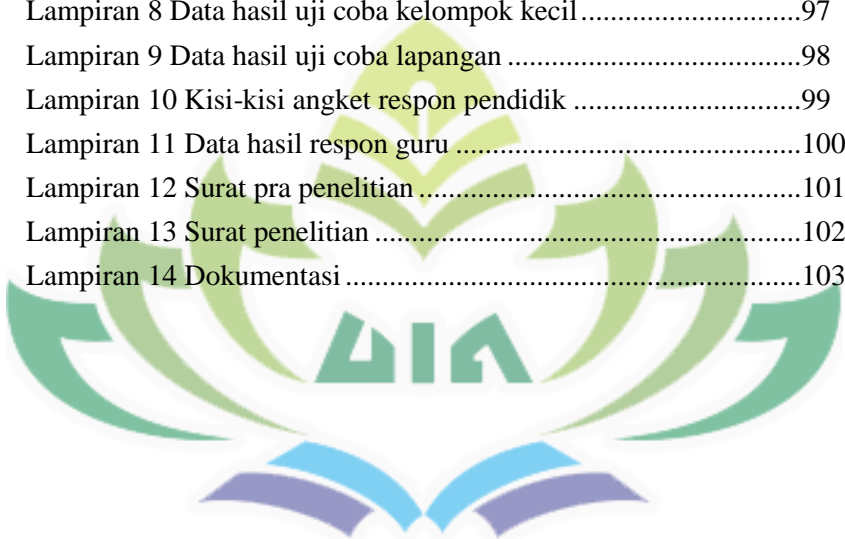 Lampiran 8 Data hasil uji coba kelompok kecil.....................................97
Lampiran 9 Data hasil uji coba lapangan .................................................98
Lampiran 10 Kisi-kisi angket respon pendidik ......................................99
Lampiran 11 Data hasil respon guru .........................................................100
Lampiran 12 Surat pra penelitian................................................................101
Lampiran 13 Surat penelitian .......................................................................102
Lampiran 14 Dokumentasi............................................................................103
UIN